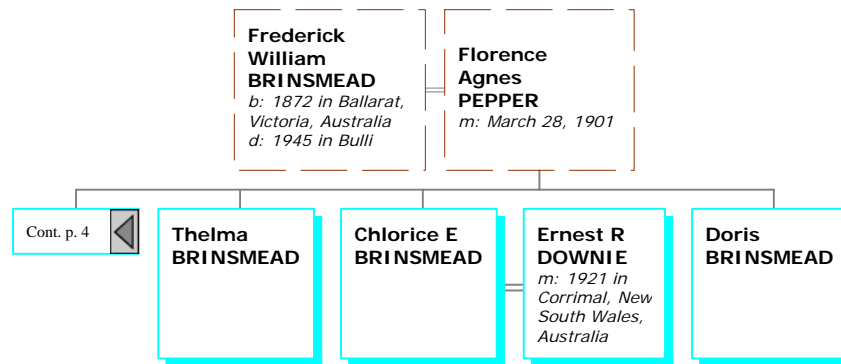 Frederick
William
BRINSMEAD
b: 1872 in Ballarat,
Victoria, Australia
d: 1945 in Bulli
Florence
Agnes
PEPPER
m: March 28, 1901
Cont. p. 4
Thelma
BRINSMEAD
Chlorice E
BRINSMEAD
Ernest R
DOWNIE
m: 1921 in
Corrimal, New
South Wales,
Australia
Doris
BRINSMEAD